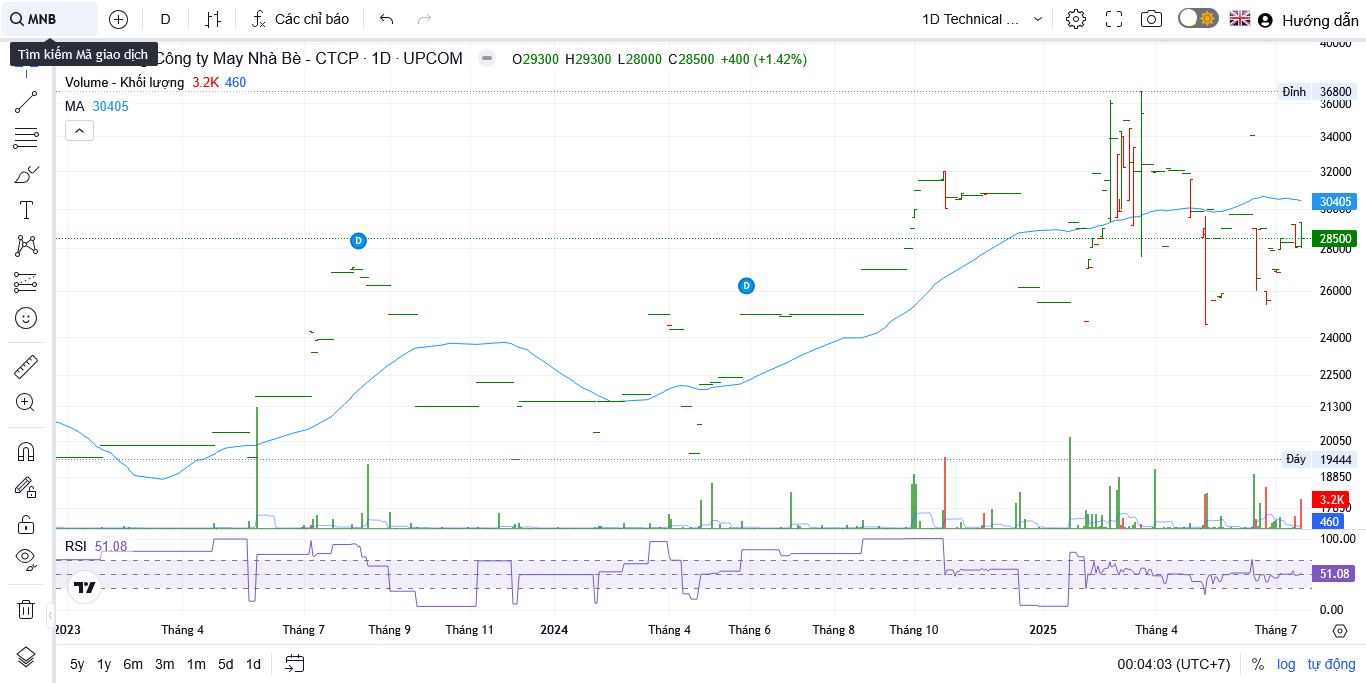 MNB
D
Các chỉ báo
1D Technical ...
Hướng dẫn
Tìm kiếm Mã giao dịch
Công ty May Nhà Bè - CTCP · 1D · UPCOM
O29300 H29300 L28000 C28500 +400 (+1.42%)
Volume - Khối lượng 3.2K 460
MA 30405
40000
Đỉnh 36800
36000
34000
32000
30405
30000
28500
28000
26000
24000
22500
21300
20050
Đáy 19444
18850
3.2K
460
D
D
RSI 51.08
100.00
51.08
0.00
2023 Tháng 4 Tháng 7 Tháng 9 Tháng 11 2024 Tháng 4 Tháng 6 Tháng 8 Tháng 10 2025 Tháng 4 Tháng 7
5y 1y 6m 3m 1m 5d 1d
00:04:03 (UTC+7) % log tự động